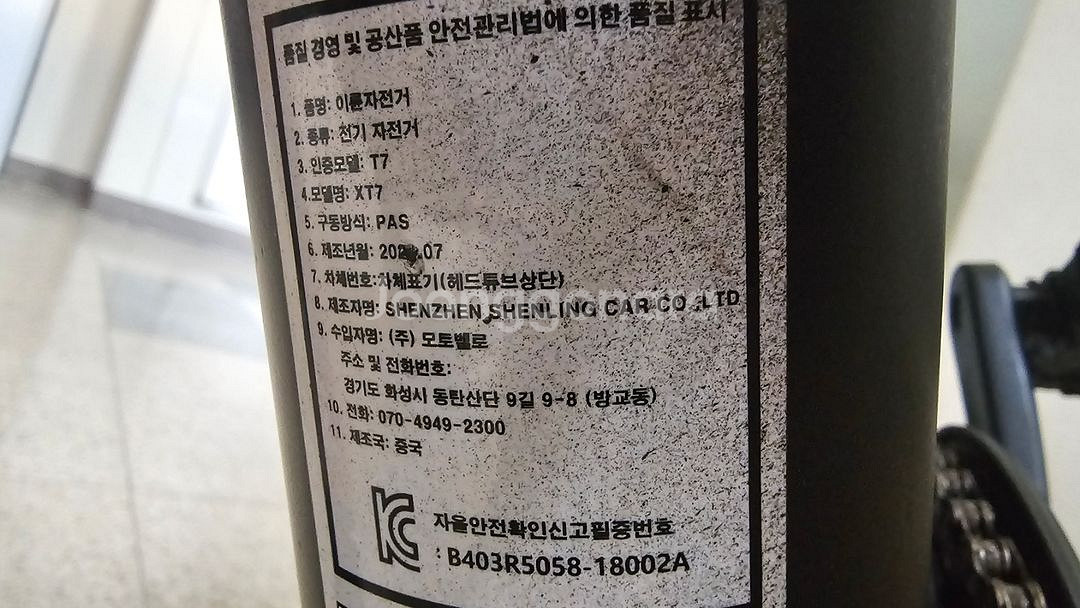 품질 경영 및 공산품 안전관리법에 의한 품질 표시
1. 품명: 이륜자전거
2. 종류: 전기 자전거
3. 인증모델: T7
4.모델명: XT7
5. 구동방식: PAS
6. 제조년월:
7. 차체번호:차체표기(헤드튜브상단)
8. 제조자명: SHENZHEN SHENLING CAR CO.,LTD
9. 수입자명: (주) 모토벨로
주소 및 전화번호:
경기도 화성시 동탄산단 9길 9-8 (방교동)
10. 전화: 070-4949-2300
11. 제조국: 중국
자율안전확인신고필증번호
: B403R5058-18002A